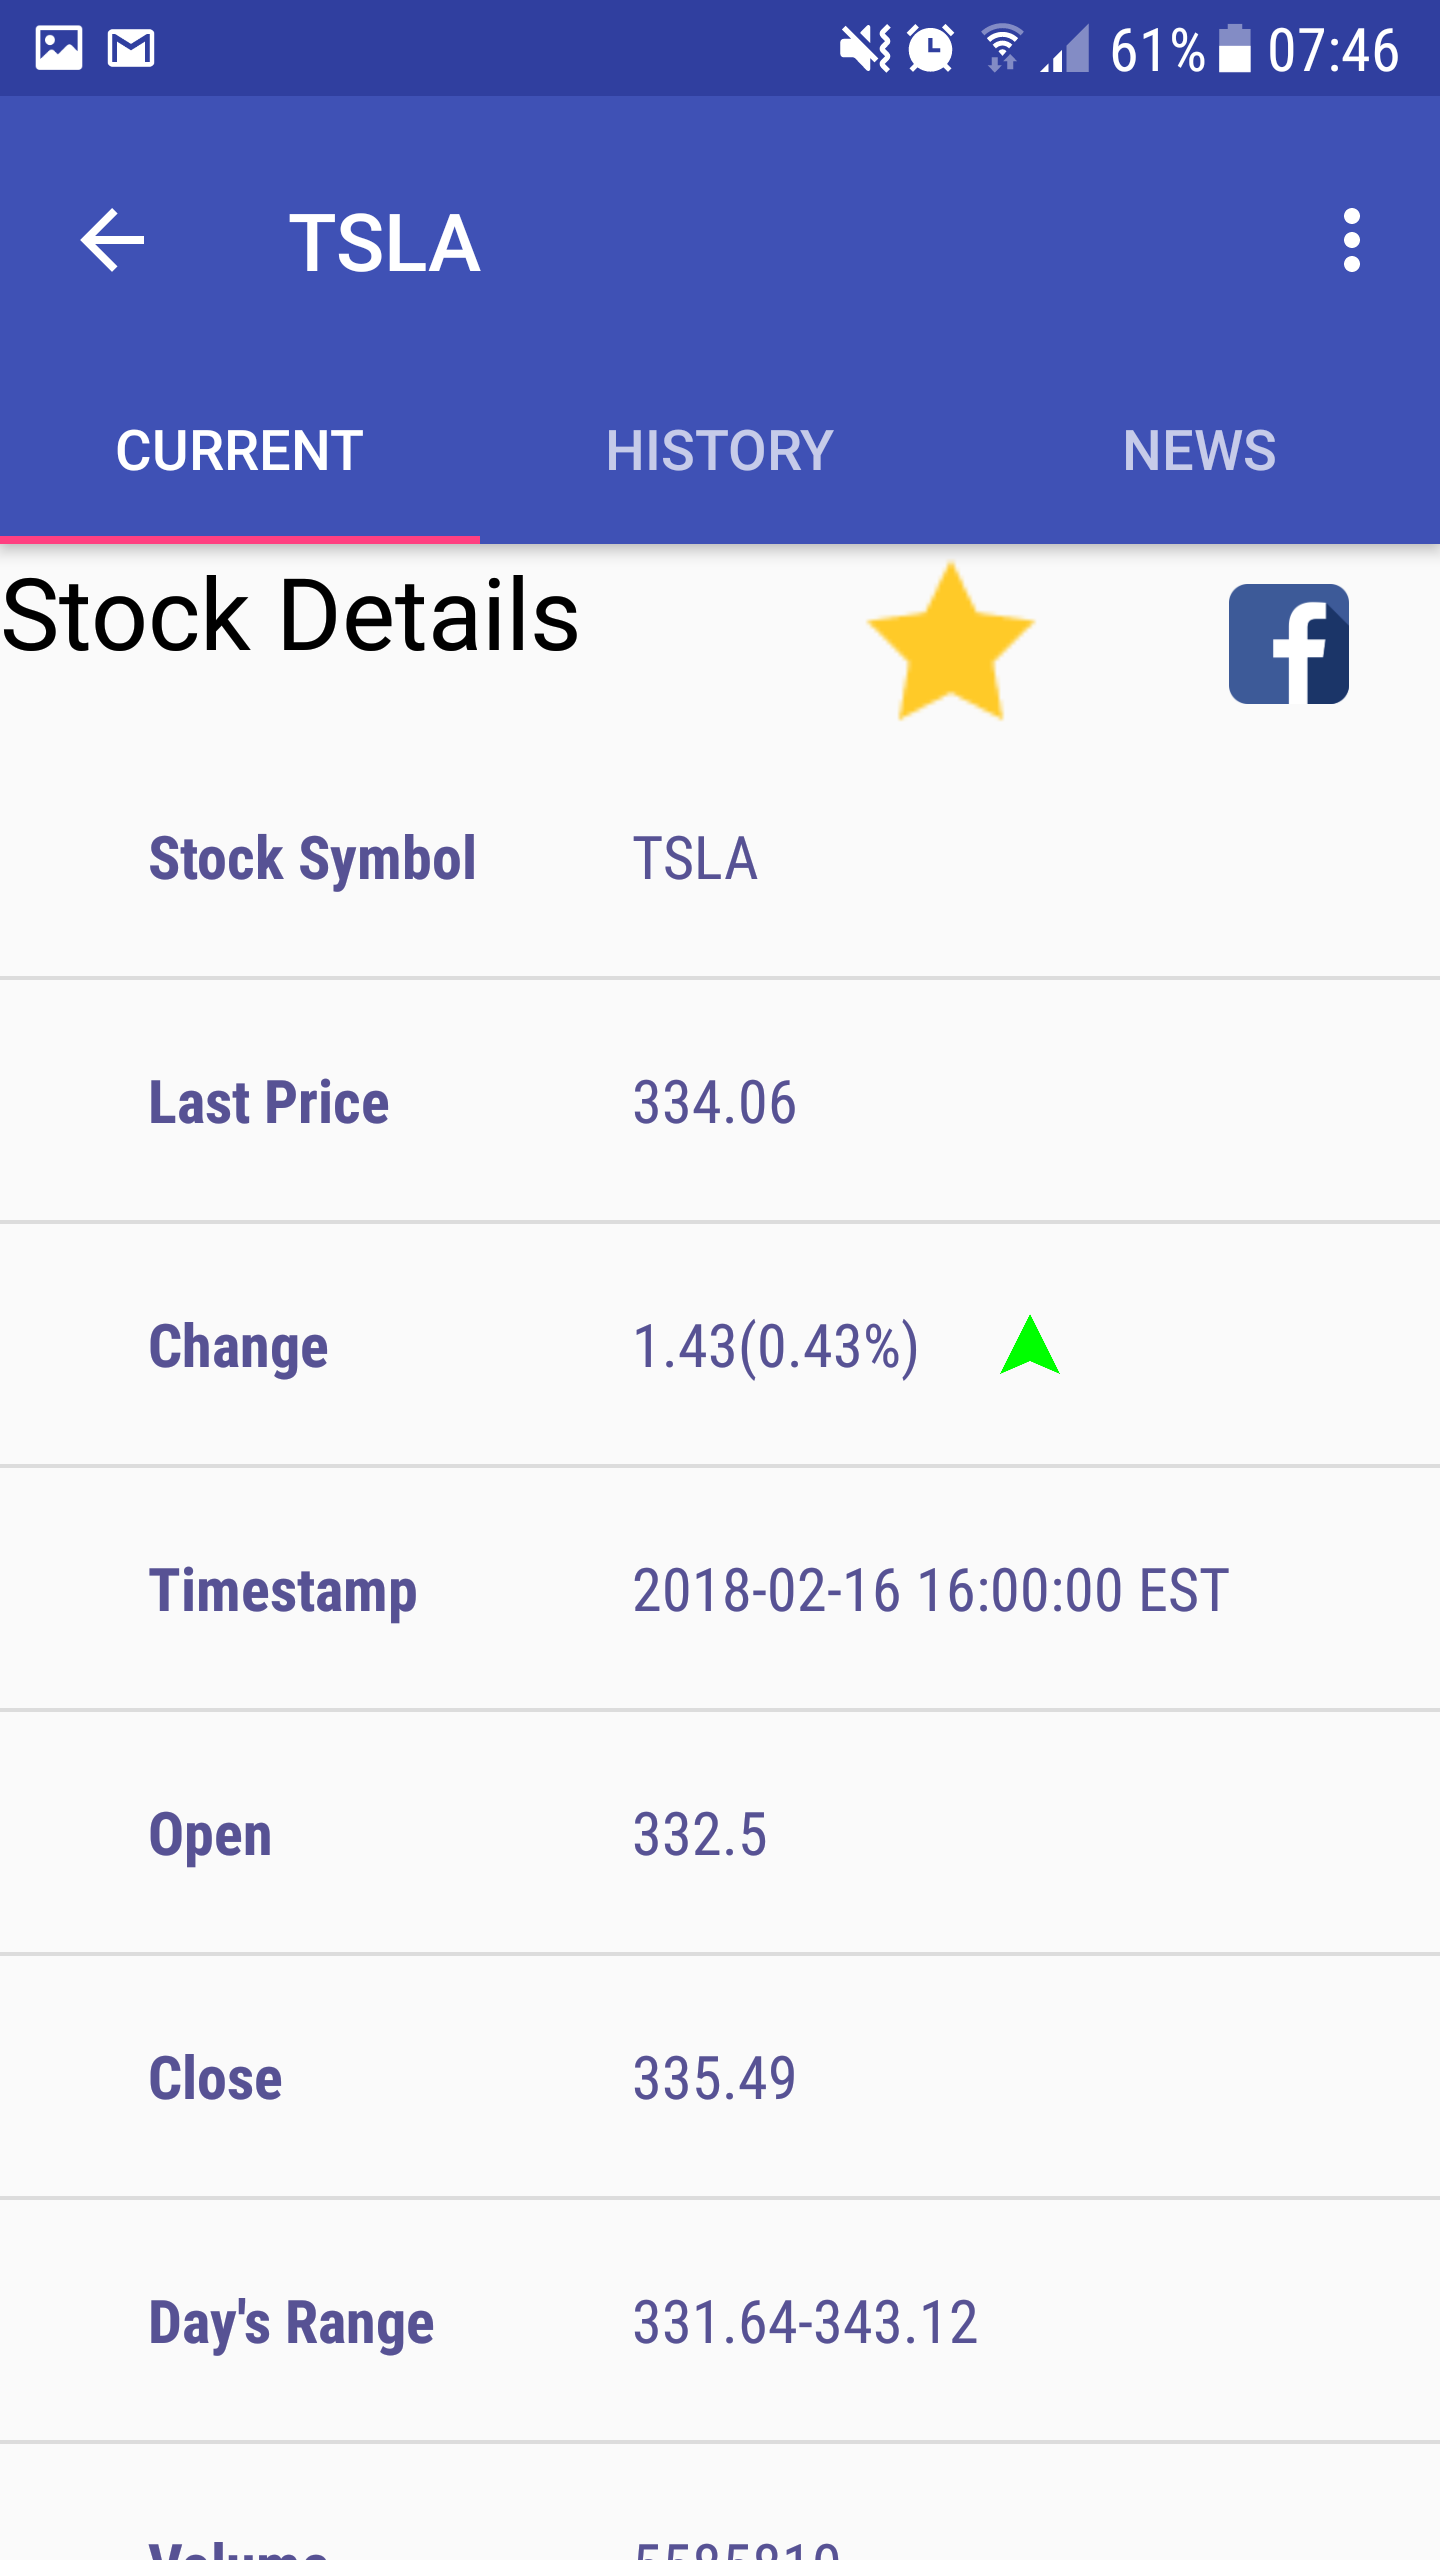 61% 07:46
TSLA
CURRENT HISTORY NEWS
Stock Details
Stock Symbol TSLA
Last Price 334.06
Change 1.43(0.43%)
Timestamp 2018-02-16 16:00:00 EST
Open 332.5
Close 335.49
Day's Range 331.64-343.12
Volume